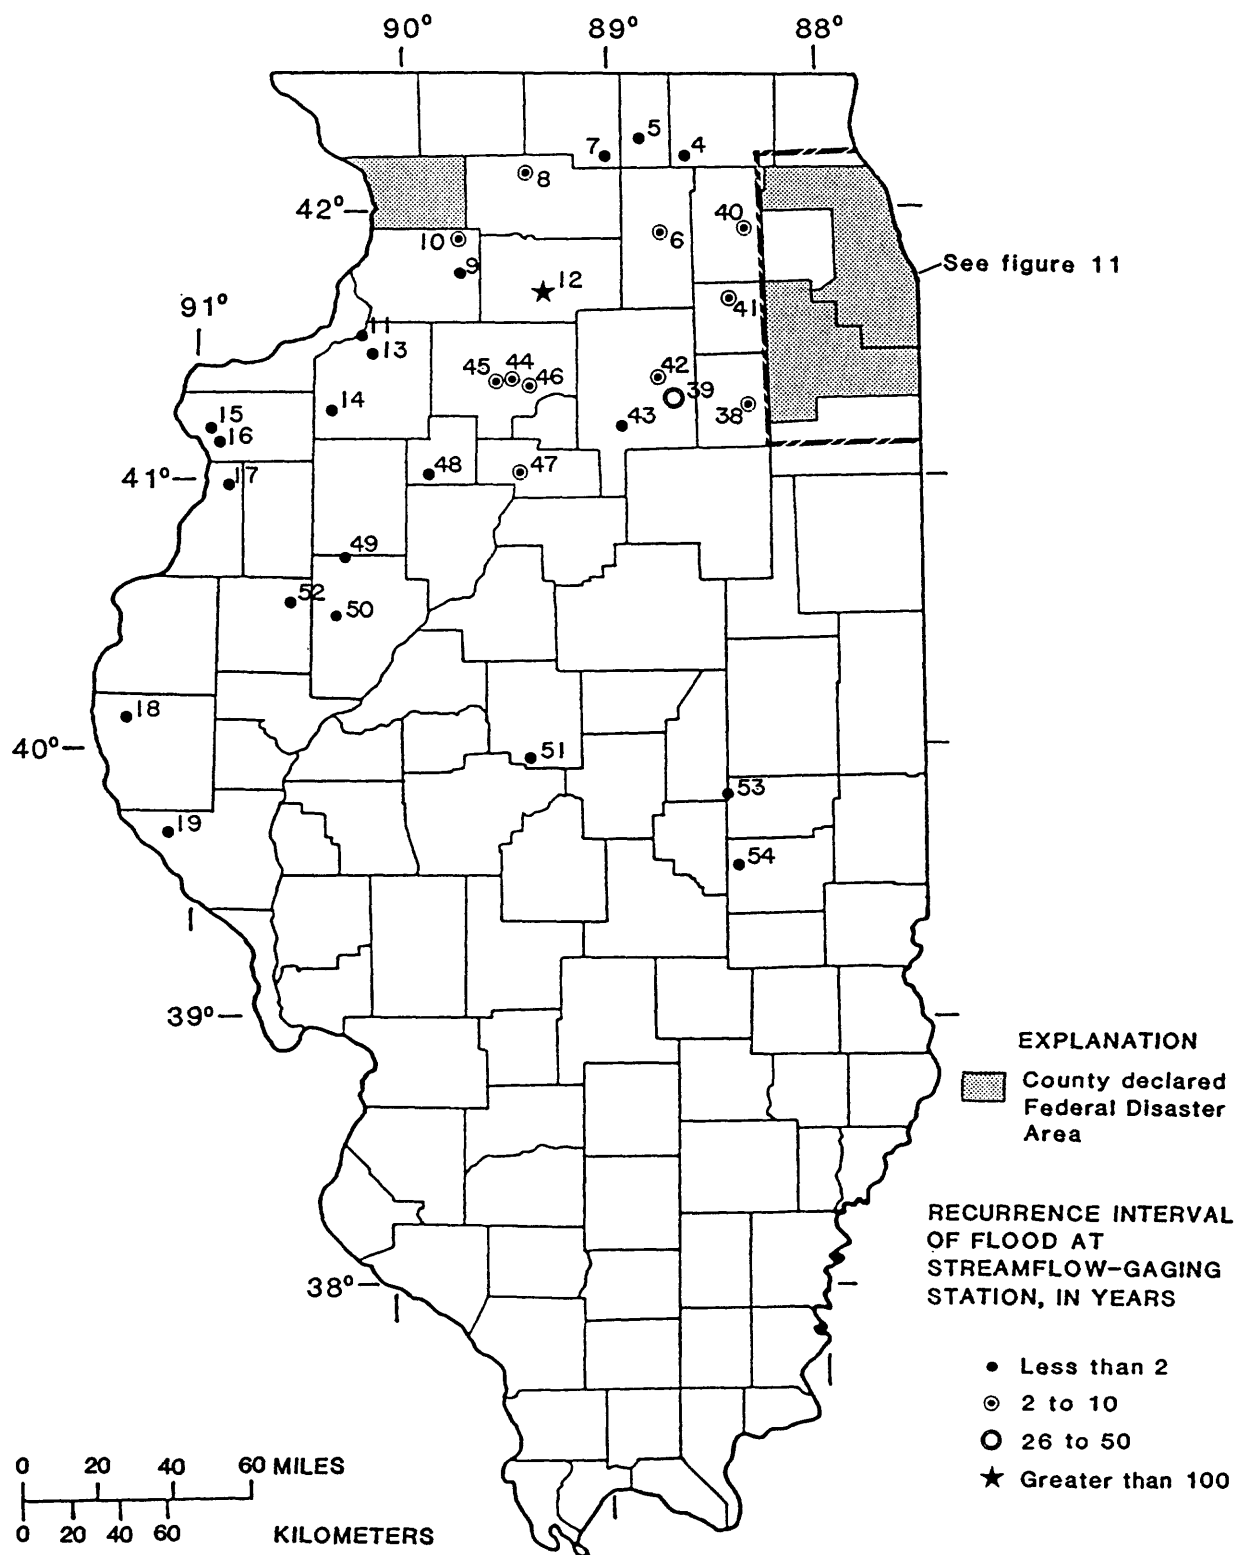 90° 89° 88°
5
7 4
8
42° 40
10 6
9 See figure 11
12
91° 41
11
13
45 44 46 42
39
14 43 38
15
16
41° 17 48 47
49
52
50
18
40° 51
53
19
54
39°
EXPLANATION
County declared
Federal Disaster
Area
RECURRENCE INTERVAL
OF FLOOD AT
STREAMFLOW-GAGING
STATION, IN YEARS
38°
Less than 2
2 to 10
26 to 50
Greater than 100
0 20 40 60 MILES
0 20 40 60 KILOMETERS